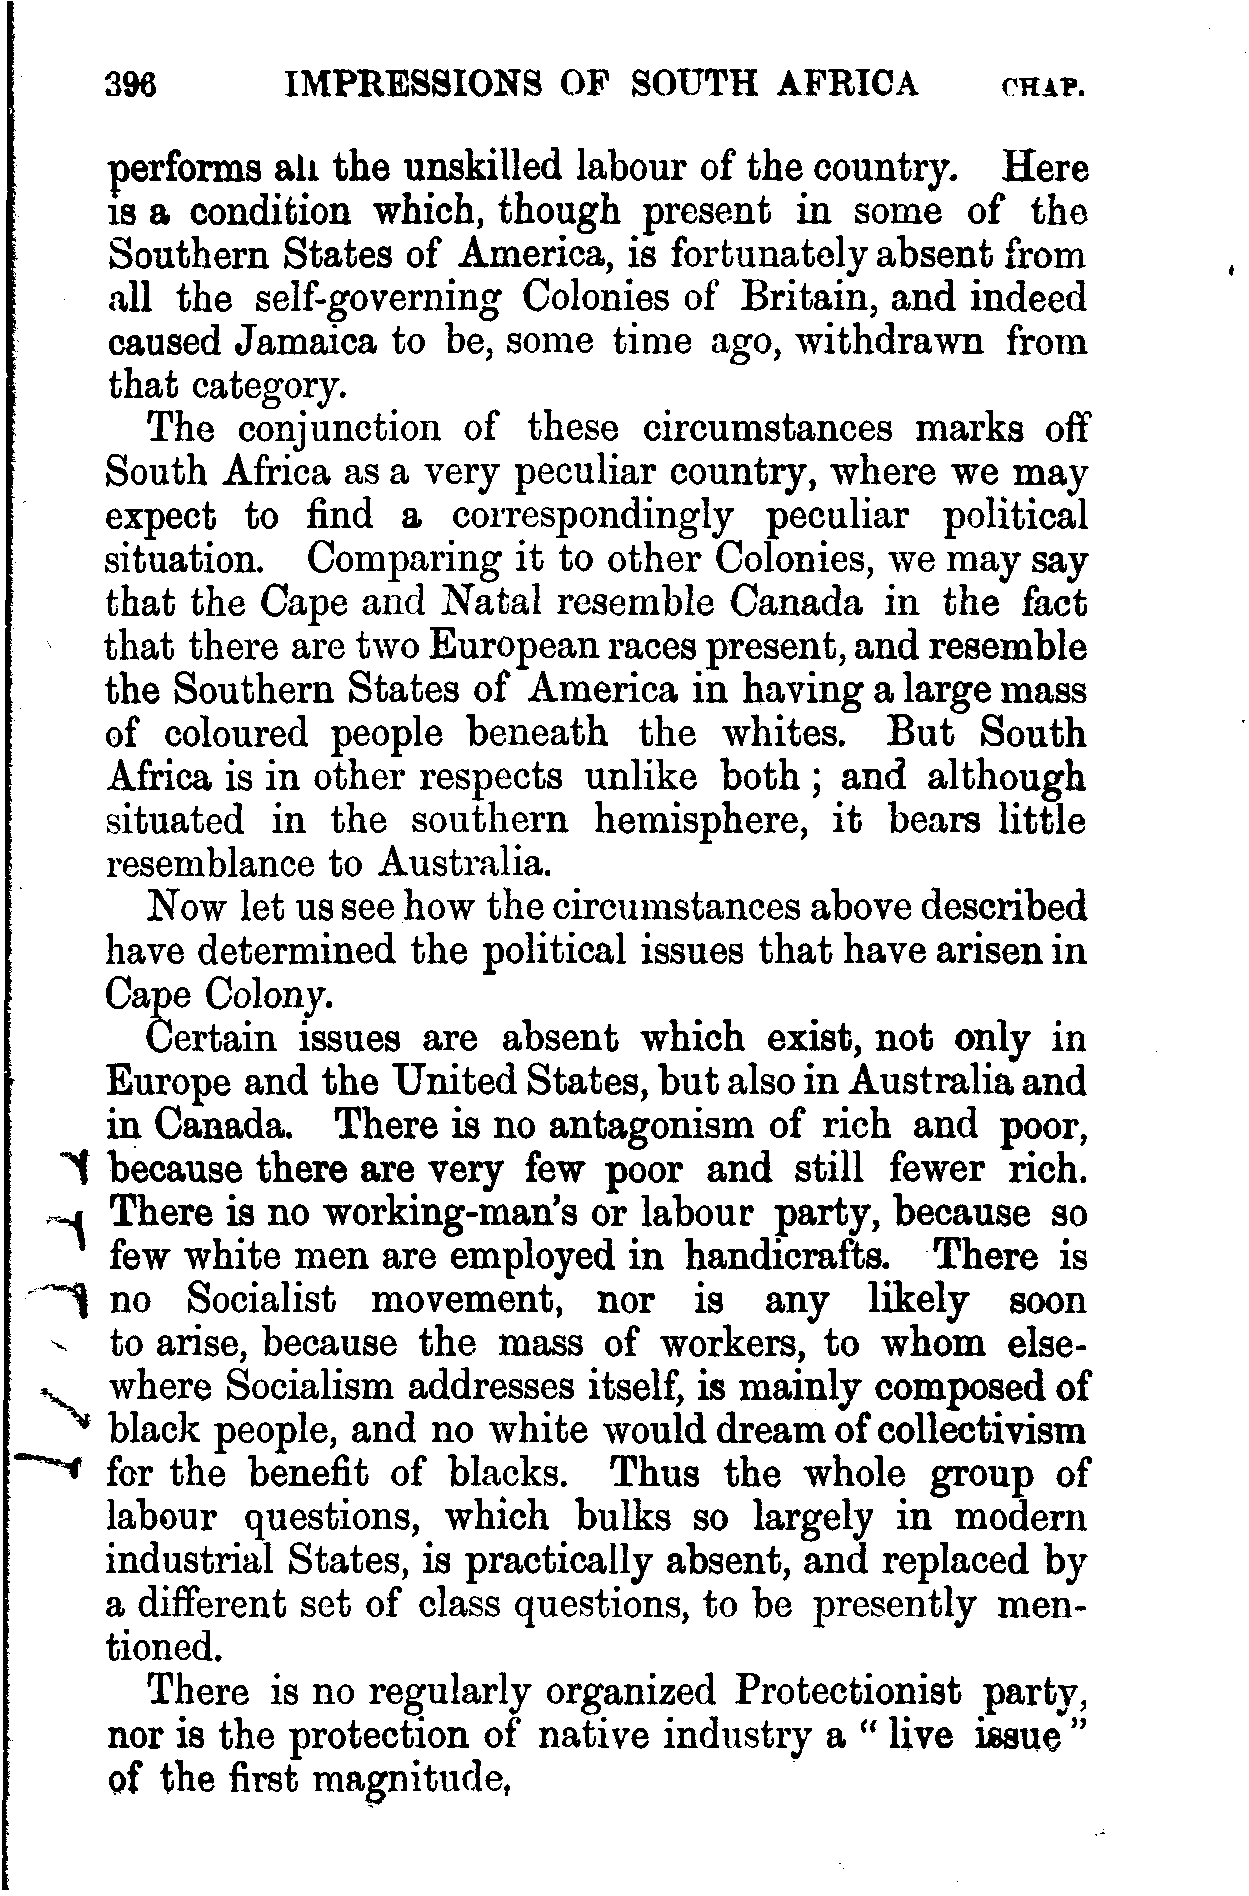 396 IMPRESSIONS OF SOUTH AFRICA CHAP.
performs all the unskilled labour of the country. Here
is a condition which, though present in some of the
Southern States of America, is fortunately absent from
all the self-governing Colonies of Britain, and indeed
caused Jamaica to be, some time ago, withdrawn from
that category.
The conjunction of these circumstances marks off
South Africa as a very peculiar country, where we may
expect to find a correspondingly peculiar political
situation. Comparing it to other Colonies, we may say
that the Cape and Natal resemble Canada in the fact
that there are two European races present, and resemble
the Southern States of America in having a large mass
of coloured people beneath the whites. But South
Africa is in other respects unlike both ; and although
situated in the southern hemisphere, it bears little
resemblance to Australia.
Now let us see how the circumstances above described
have determined the political issues that have arisen in
Cape Colony.
Certain issues are absent which exist, not only in
Europe and the United States, but also in Australia and
in Canada. There is no antagonism of rich and poor,
because there are very few poor and still fewer rich.
There is no working-man's or labour party, because so
few white men are employed in handicrafts. There is
no Socialist movement, nor is any likely soon
to arise, because the mass of workers, to whom else-
where Socialism addresses itself, is mainly composed of
black people, and no white would dream of collectivism
for the benefit of blacks. Thus the whole group of
labour questions, which bulks so largely in modern
industrial States, is practically absent, and replaced by
a different set of class questions, to be presently men-
tioned.
There is no regularly organized Protectionist party,
nor is the protection of native industry a “ live issue ”
of the first magnitude,